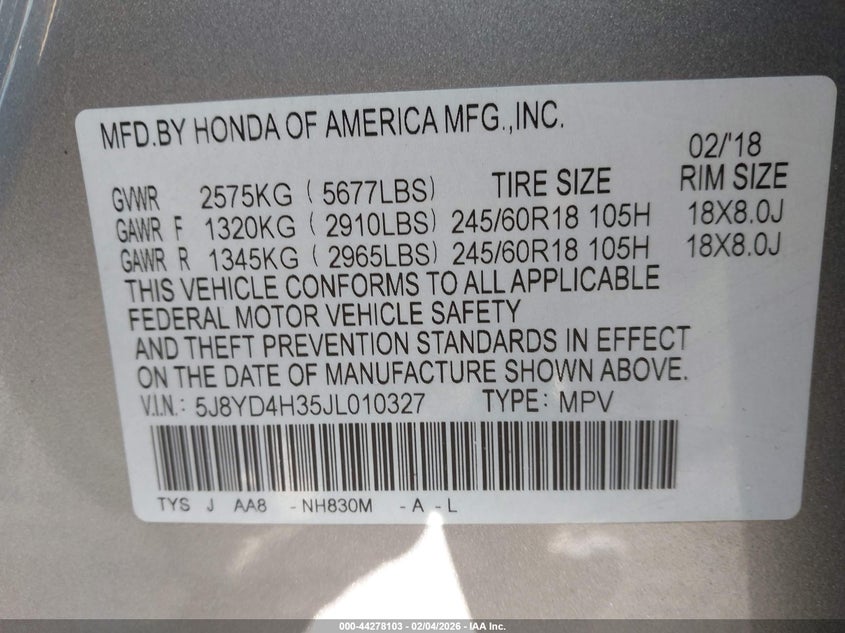 MFD.BY HONDA OF AMERICA MFG.,INC.
02/'18
GVWR 2575KG (5677LBS) TIRE SIZE RIM SIZE
GAWR F 1320KG (2910LBS) 245/60R18 105H 18X8.0J
GAWR R 1345KG (2965LBS) 245/60R18 105H 18X8.0J
THIS VEHICLE CONFORMS TO ALL APPLICABLE
FEDERAL MOTOR VEHICLE SAFETY
AND THEFT PREVENTION STANDARDS IN EFFECT
ON THE DATE OF MANUFACTURE SHOWN ABOVE.
V.I.N.: 5J8YD4H35JL010327 TYPE: MPV
TYS J AA8 -NH830M -A -L
000-44278103 - 02/04/2026 - IAA Inc.